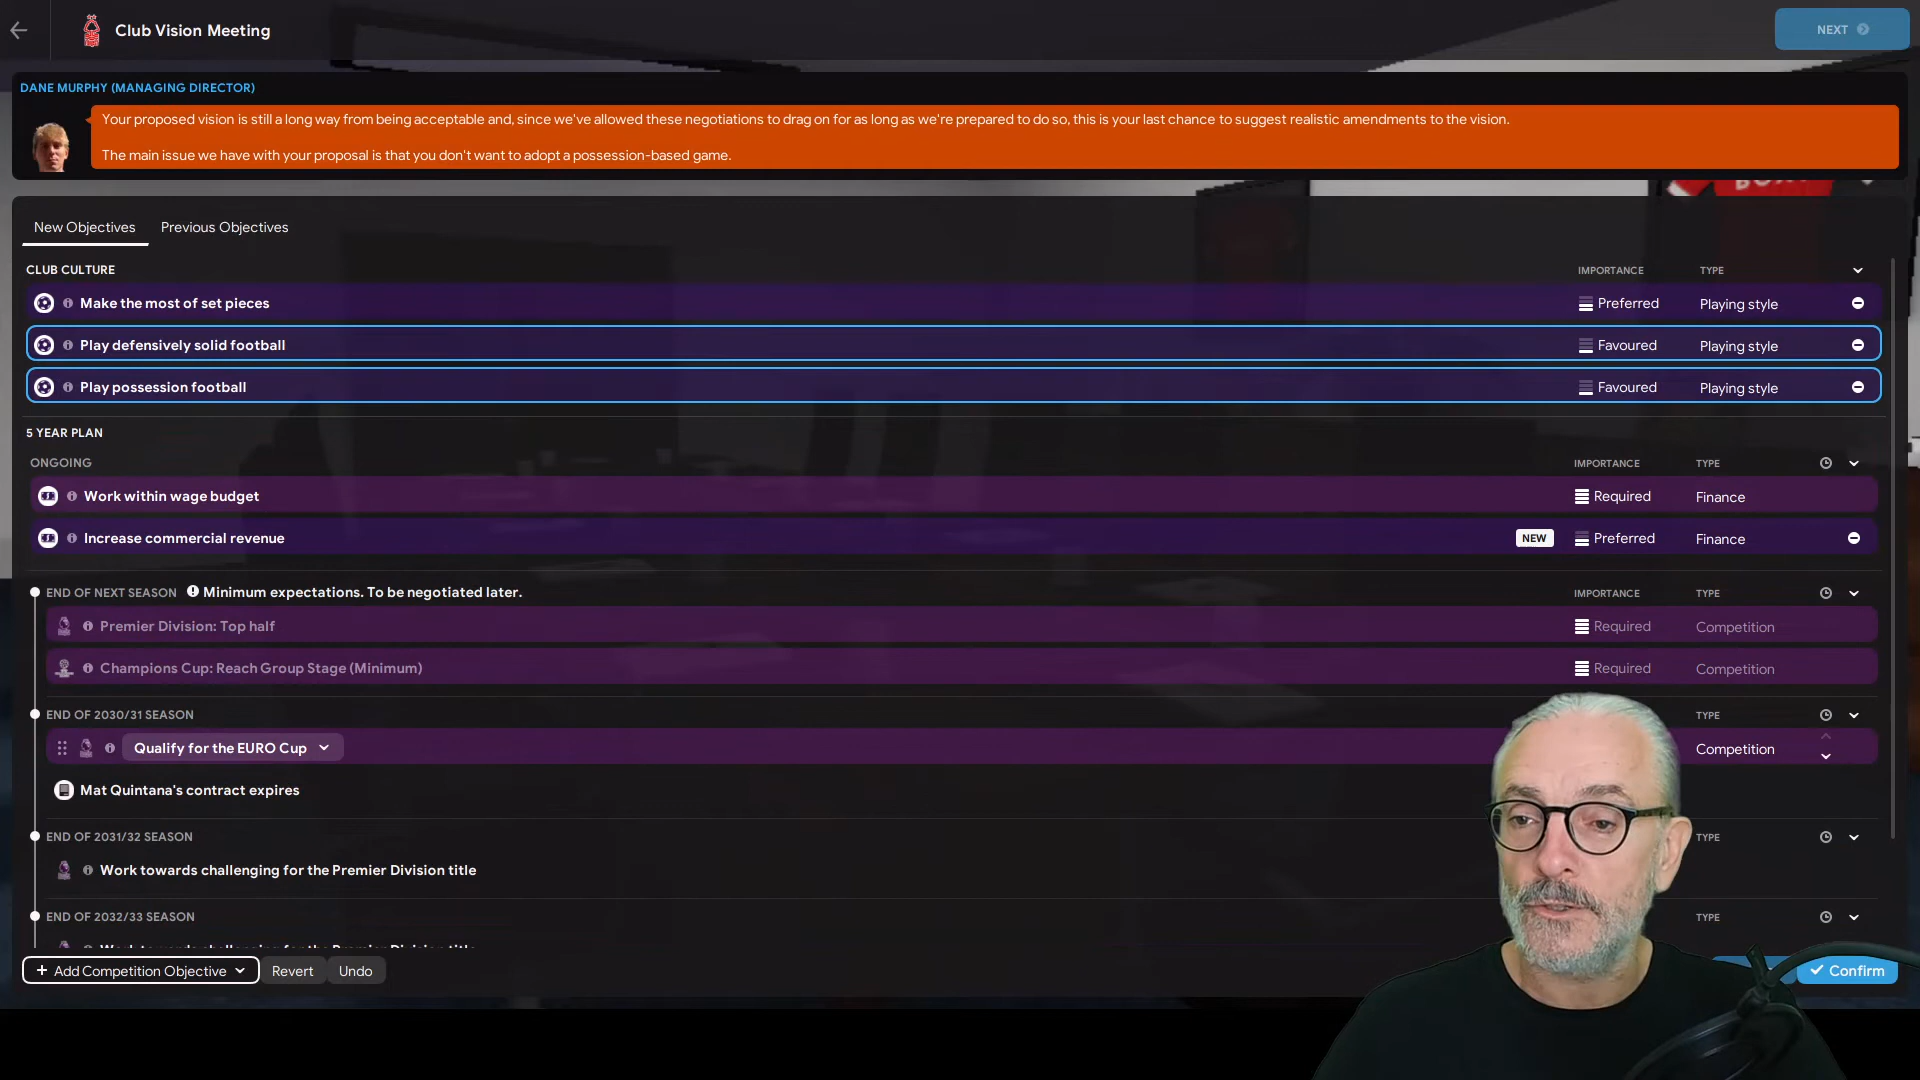 Club Vision Meeting
NEXT
DANE MURPHY (MANAGING DIRECTOR)
Your proposed vision is still a long way from being acceptable and, since we've allowed these negotiations to drag on for as long as we're prepared to do so, this is your last chance to suggest realistic amendments to the vision.
The main issue we have with your proposal is that you don't want to adopt a possession-based game.
New Objectives Previous Objectives
CLUB CULTURE IMPORTANCE TYPE
Make the most of set pieces Preferred Playing style
Play defensively solid football Favoured Playing style
Play possession football Favoured Playing style
5 YEAR PLAN
ONGOING IMPORTANCE TYPE
Work within wage budget Required Finance
Increase commercial revenue NEW Preferred Finance
END OF NEXT SEASON Minimum expectations. To be negotiated later. IMPORTANCE TYPE
Premier Division: Top half Required Competition
Champions Cup: Reach Group Stage (Minimum) Required Competition
END OF 2030/31 SEASON TYPE
Qualify for the EURO Cup Competition
Mat Quintana's contract expires
END OF 2031/32 SEASON TYPE
Work towards challenging for the Premier Division title
END OF 2032/33 SEASON TYPE
Work towards challenging for the Premier Division title
+ Add Competition Objective Revert Undo Confirm